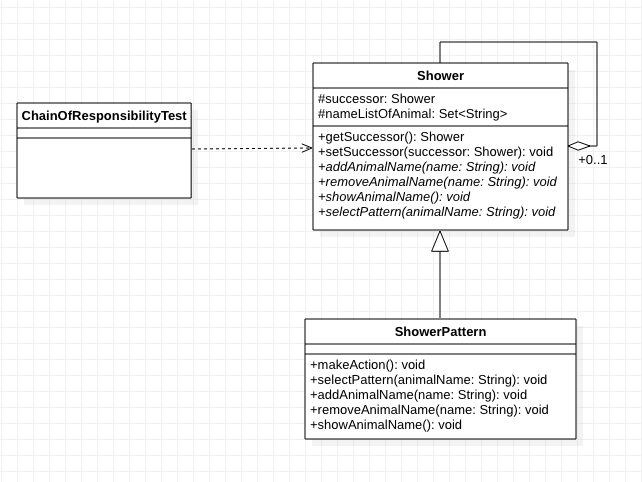 ChainOfResponsibilityTest
Shower
#successor: Shower
#nameListOfAnimal: Set<String>
+getSuccessor(): Shower
+setSuccessor(successor: Shower): void
+addAnimalName(name: String): void
+removeAnimalName(name: String): void
+showAnimalName(): void
+selectPattern(animalName: String): void
+0..1
ShowerPattern
+makeAction(): void
+selectPattern(animalName: String): void
+addAnimalName(name: String): void
+removeAnimalName(name: String): void
+showAnimalName(): void